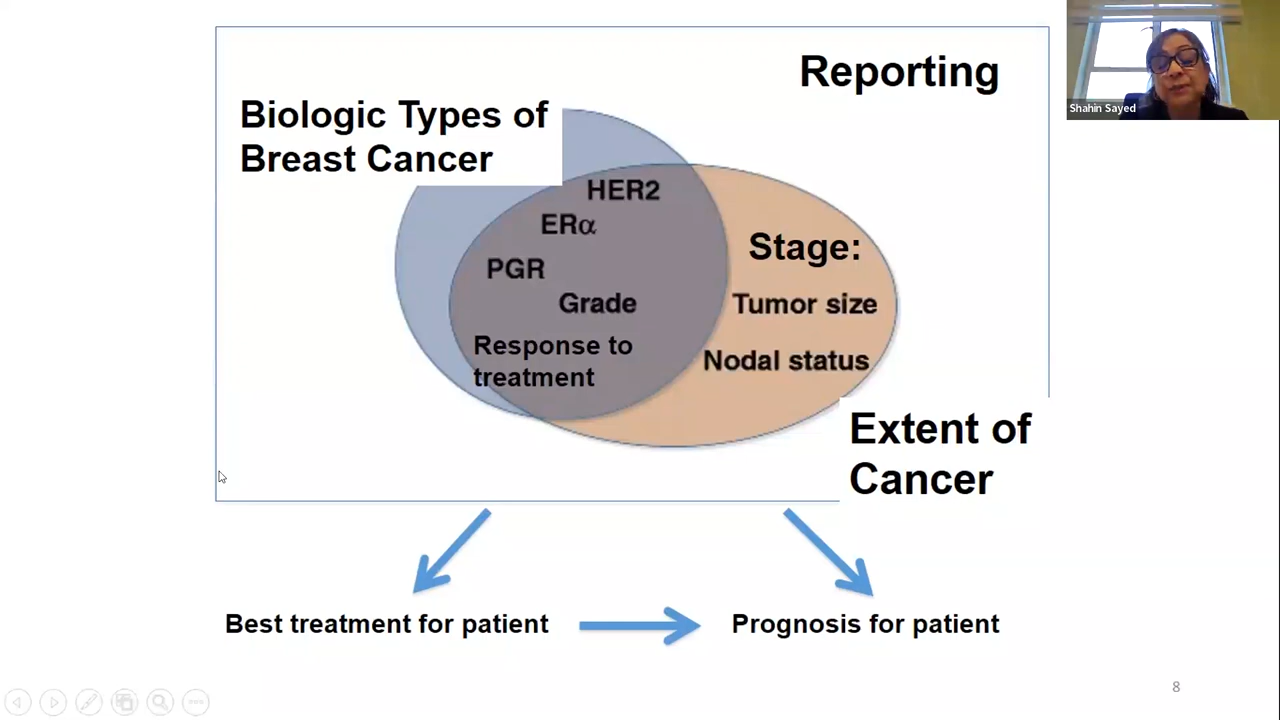 Reporting
Shahin Sayed
Biologic Types of
Breast Cancer
HER2
ERα
PGR
Grade
Response to
treatment
Stage:
Tumor size
Nodal status
Extent of
Cancer
Best treatment for patient
Prognosis for patient
8